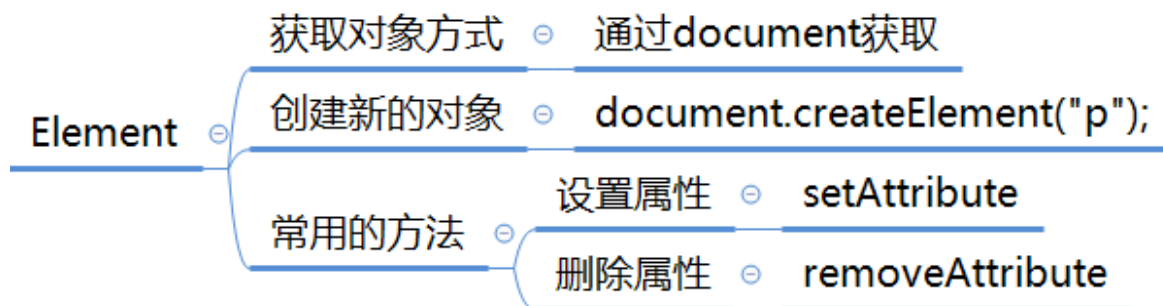 获取对象方式 通过document获取
Element 创建新的对象 document.createElement("p");
常用的方法 设置属性 setAttribute
删除属性 removeAttribute